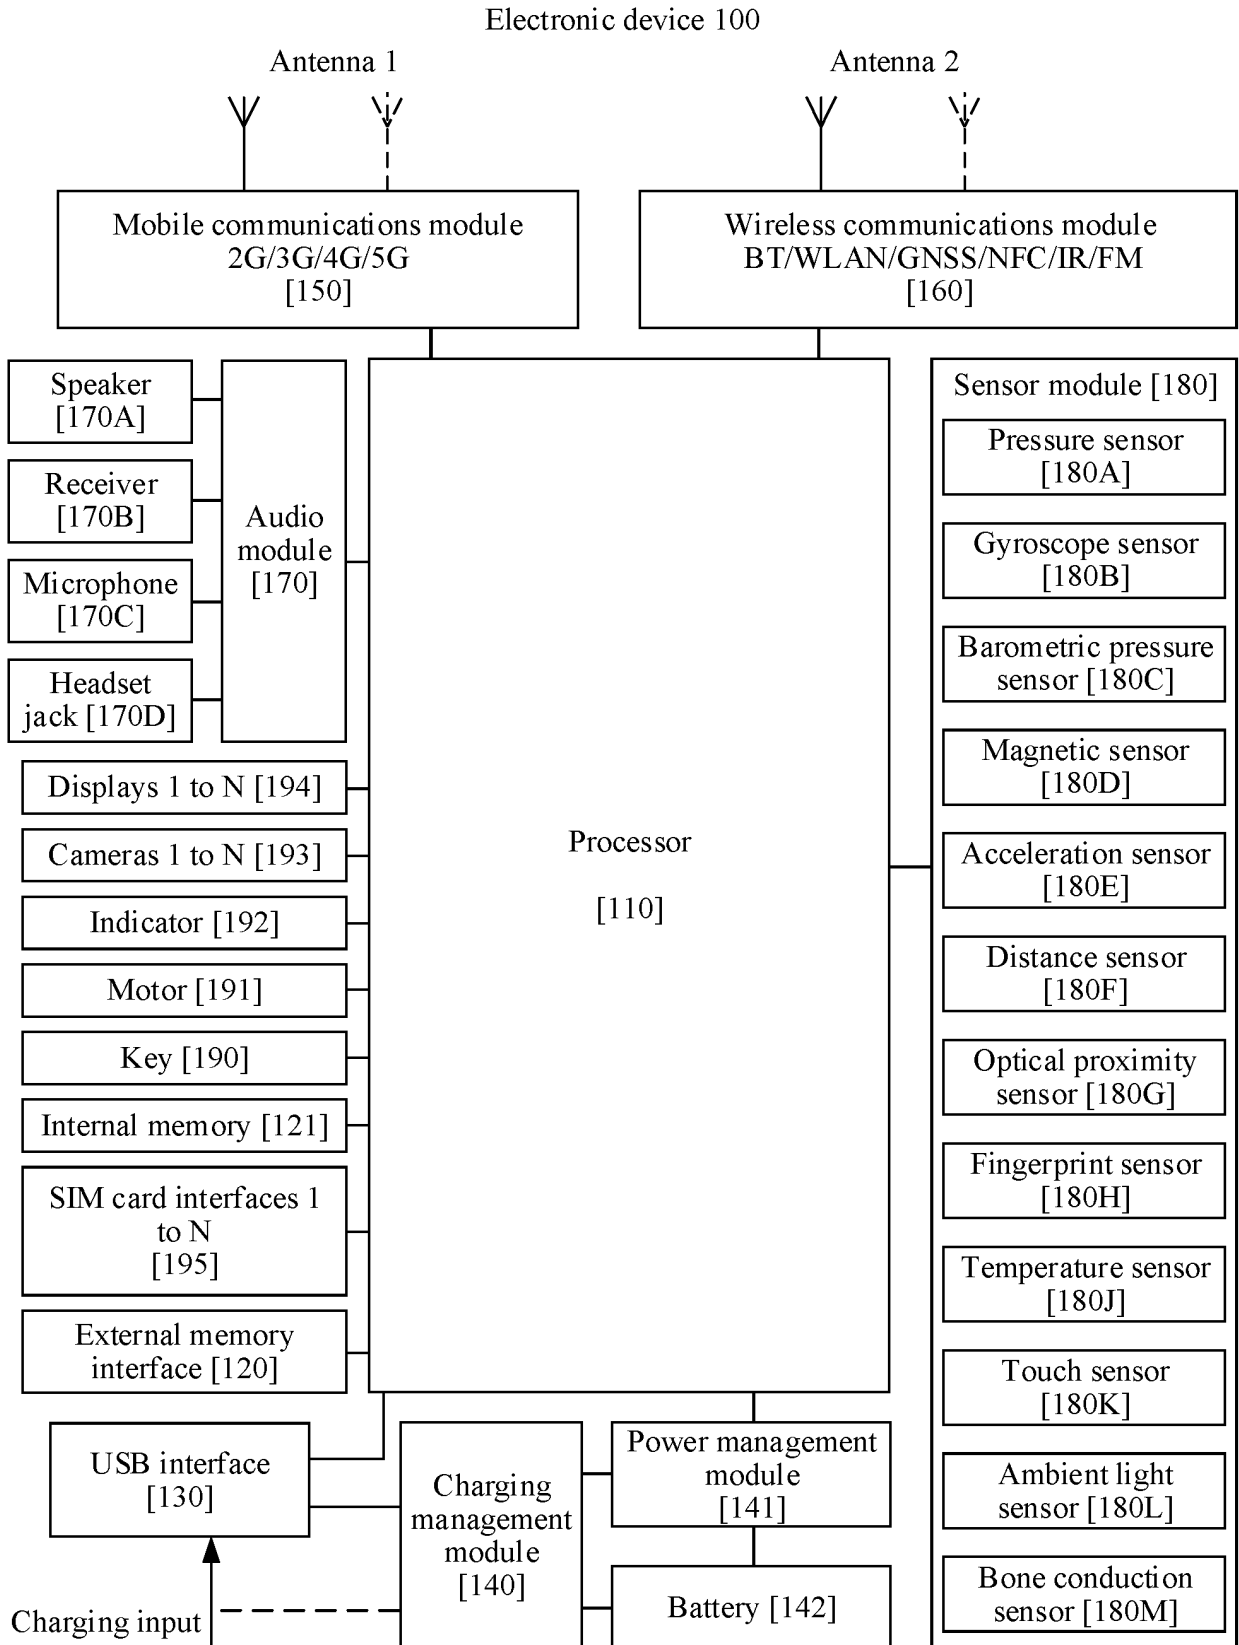 Electronic device 100
Antenna 1
Antenna 2
Mobile communications module
2G/3G/4G/5G
[150]
Wireless communications module
BT/WLAN/GNSS/NFC/IR/FM
[160]
Speaker
[170A]
Receiver
[170B]
Microphone
[170C]
Headset
jack [170D]
Audio
module
[170]
Displays 1 to N [194]
Cameras 1 to N [193]
Indicator [192]
Motor [191]
Key [190]
Internal memory [121]
SIM card interfaces 1
to N
[195]
External memory
interface [120]
Processor
[110]
Sensor module [180]
Pressure sensor
[180A]
Gyroscope sensor
[180B]
Barometric pressure
sensor [180C]
Magnetic sensor
[180D]
Acceleration sensor
[180E]
Distance sensor
[180F]
Optical proximity
sensor [180G]
Fingerprint sensor
[180H]
Temperature sensor
[180J]
Touch sensor
[180K]
Ambient light
sensor [180L]
Bone conduction
sensor [180M]
USB interface
[130]
Charging
management
module
[140]
Power management
module
[141]
Battery [142]
Charging input